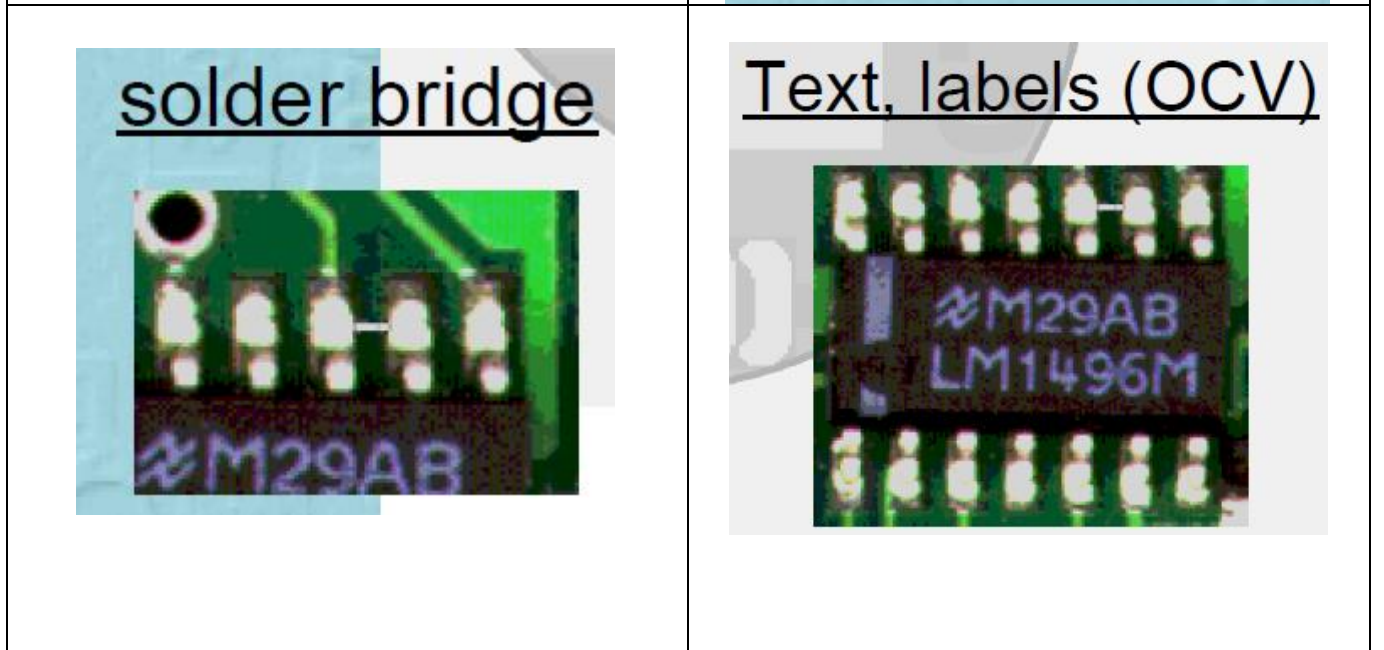 solder bridge
M29AB
Text, labels (OCV)
M29AB
LM1496M